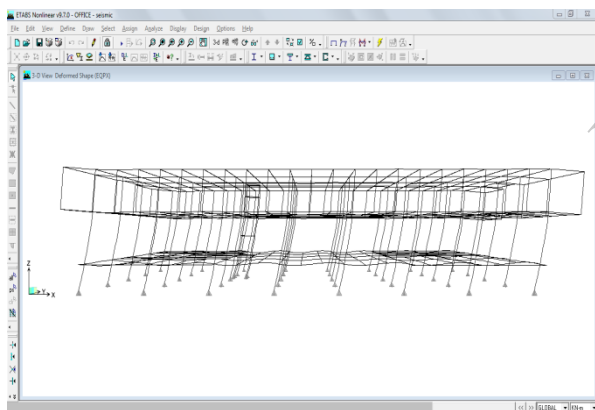 ETABS Nonlinear v9.7.0 - OFFICE - seismic
File Edit View Define Draw Select Assign Analyze Display Design Options Help
3-D View Deformed Shape (EQPX)
Z
Y
X
GLOBAL KN-m